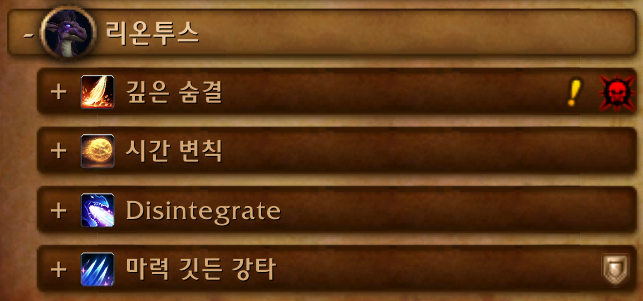 리온투스
깊은 숨결
시간 변칙
Disintegrate
마력 깃든 강타